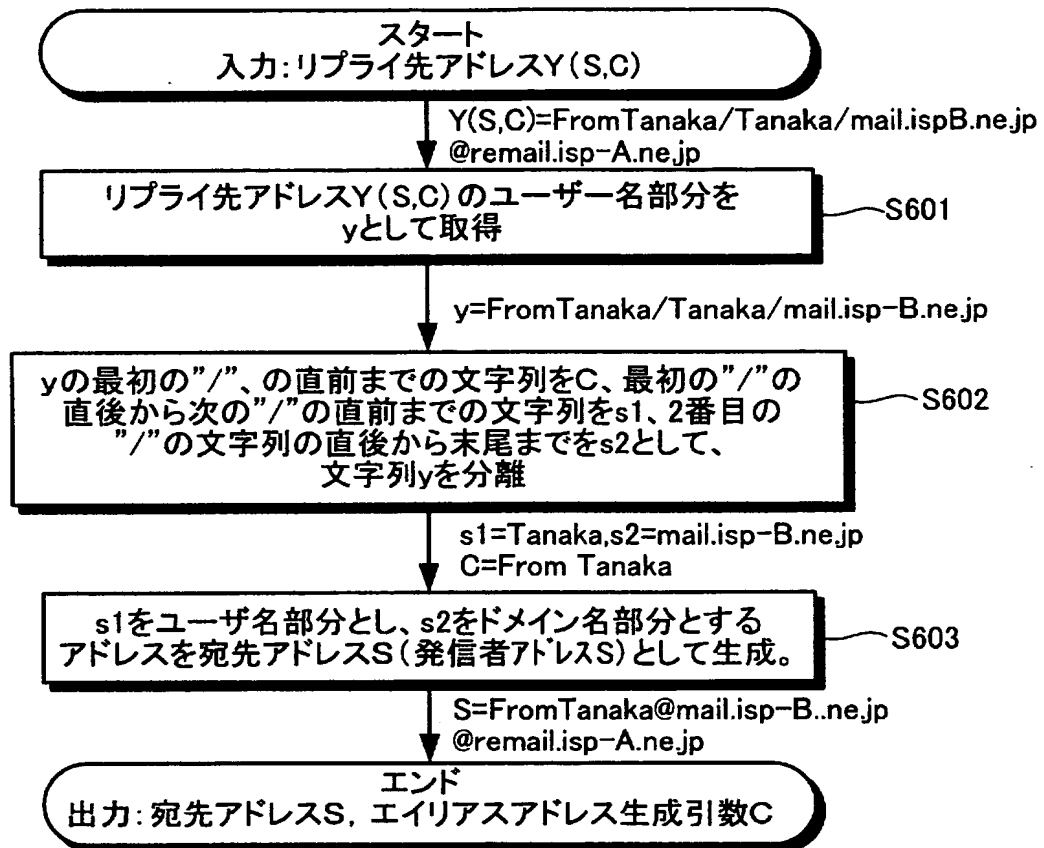 スタート
入力:リプライ先アドレスY(S,C)
Y(S,C)=FromTanaka/Tanaka/mail.ispB.ne.jp
@remail.isp-A.ne.jp
リプライ先アドレスY(S,C)のユーザー名部分を
yとして取得
S601
y=FromTanaka/Tanaka/mail.isp-B.ne.jp
yの最初の”/”、の直前までの文字列をC、最初の”/”の
直後から次の”/”の直前までの文字列をs1、2番目の
”/”の文字列の直後から末尾までをs2として、
文字列yを分離
S602
s1=Tanaka,s2=mail.isp-B.ne.jp
C=From Tanaka
s1をユーザ名部分とし、s2をドメイン名部分とする
アドレスを宛先アドレスS(発信者アドレスS)として生成。
S603
S=FromTanaka@mail.isp-B..ne.jp
@remail.isp-A.ne.jp
エンド
出力:宛先アドレスS, エイリアスアドレス生成引数C